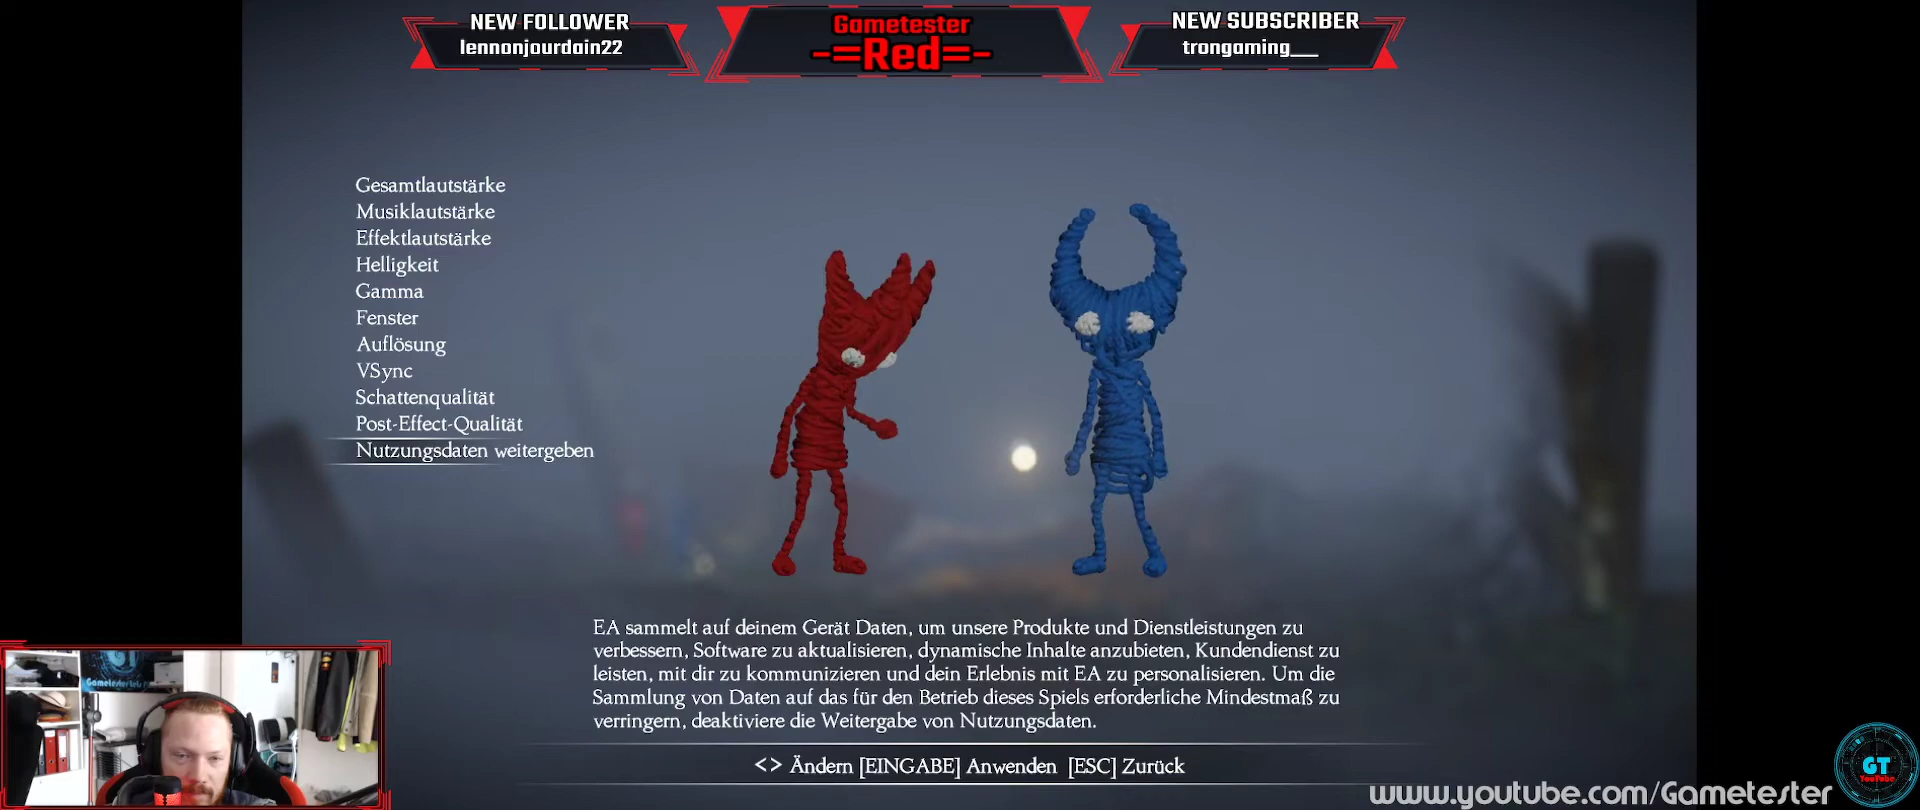 NEW FOLLOWER
lennonjourdain22
Gametester
-=Red=-
NEW SUBSCRIBER
trongaming__
Gesamtlautstärke
Musiklautstärke
Effektlautstärke
Helligkeit
Gamma
Fenster
Auflösung
VSync
Schattenqualität
Post-Effect-Qualität
Nutzungsdaten weitergeben
EA sammelt auf deinem Gerät Daten, um unsere Produkte und Dienstleistungen zu
verbessern, Software zu aktualisieren, dynamische Inhalte anzubieten, Kundendienst zu
leisten, mit dir zu kommunizieren und dein Erlebnis mit EA zu personalisieren. Um die
Sammlung von Daten auf das für den Betrieb dieses Spiels erforderliche Mindestmaß zu
verringern, deaktiviere die Weitergabe von Nutzungsdaten.
<> Ändern [EINGABE] Anwenden [ESC] Zurück
GT
YouTube
www.youtube.com/Gametester